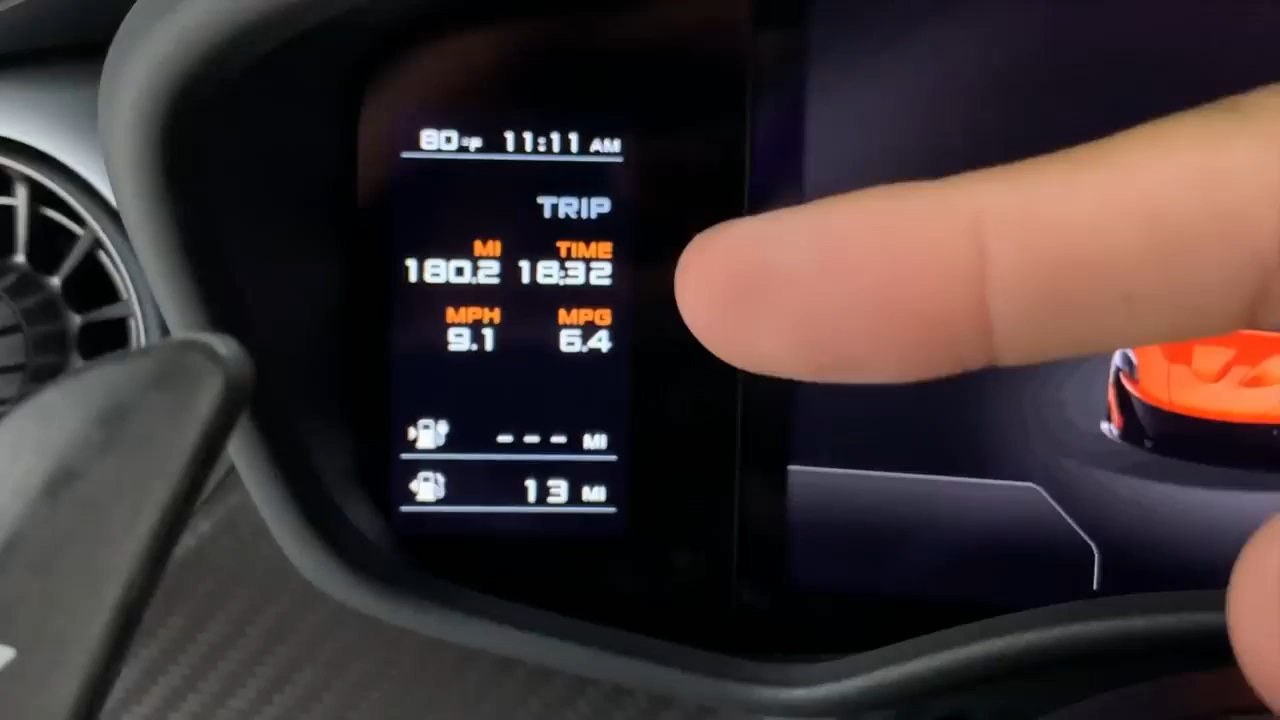 80°F 11:11 AM
TRIP
MI TIME
180.2 18:32
MPH MPG
9.1 6.4
--- MI
13 MI